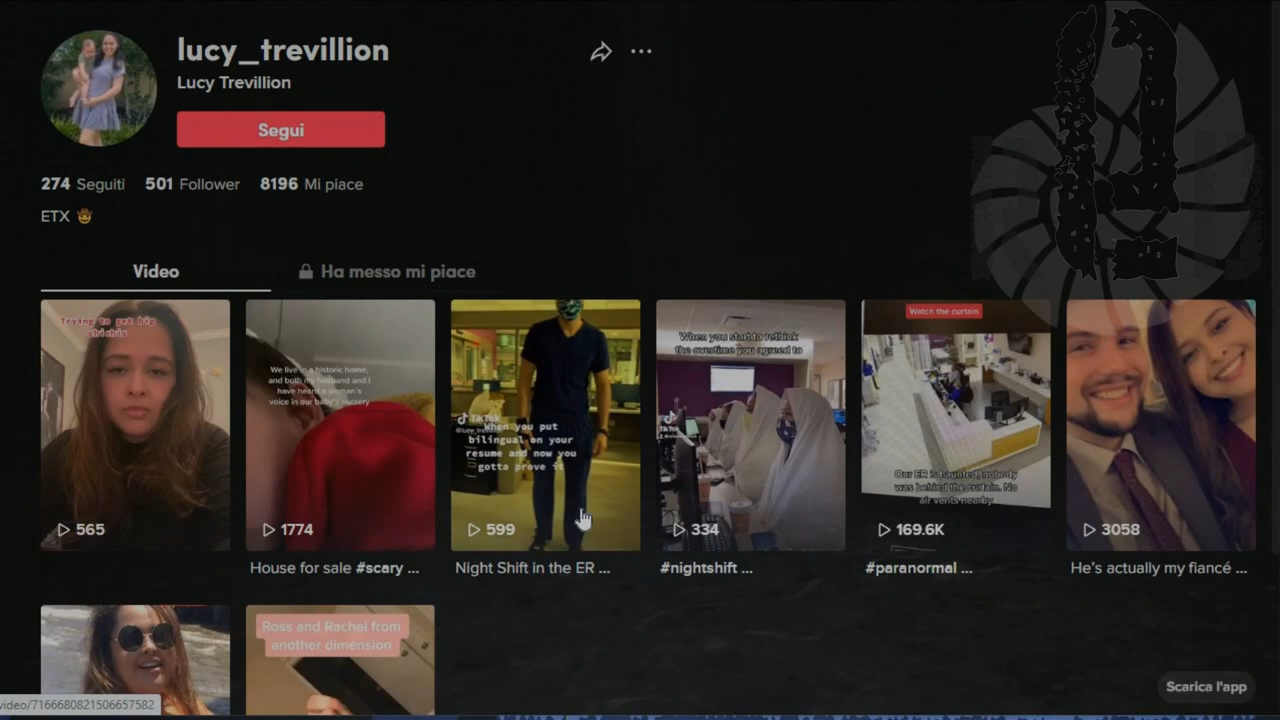 lucy_trevillion
Lucy Trevillion
Segui
274 Seguiti 501 Follower 8196 Mi piace
ETX
Video
Ha messo mi piace
Trying to get big
chichis
565
We live in a historic home,
and both my husband and I
have heard a woman's
voice in our baby's nursery
1774
House for sale #scary ...
TikTok
When you put
bilingual on your
resume and now you
gotta prove it
599
Night Shift in the ER ...
When you start to rethink
the overtime you agreed to
334
#nightshift ...
Watch the curtain
Our ER is haunted, nobody
was behind the curtain. No
air vents nearby.
169.6K
#paranormal ...
3058
He's actually my fiancé ...
Ross and Rachel from
another dimension
Scarica l'app
video/7166680821506657582